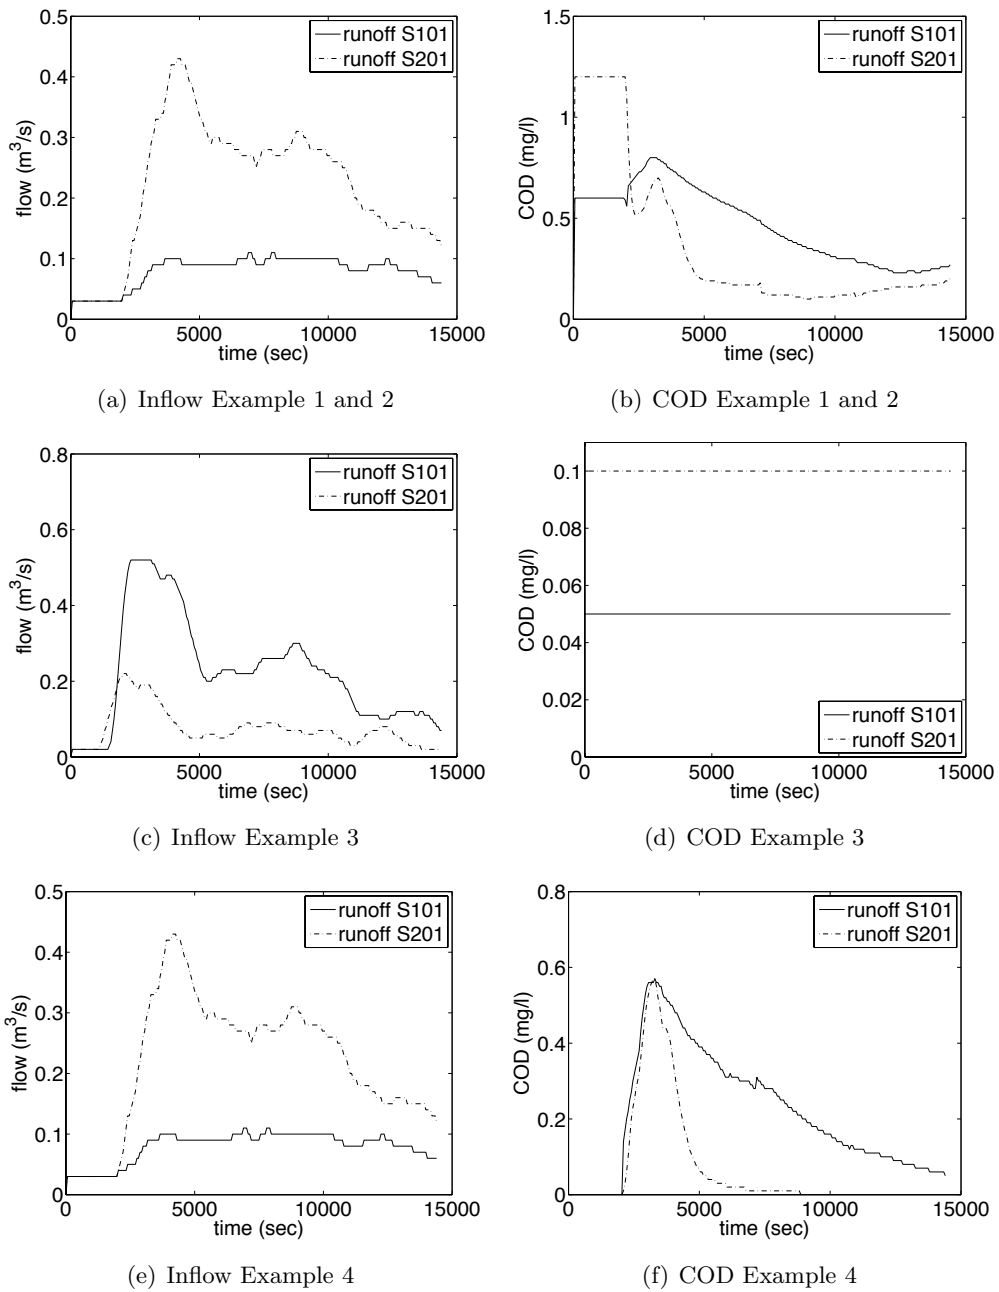 0.5
0.4
0.3
0.2
0.1
0
flow (m³/s)
runoff S101
runoff S201
0 5000 10000 15000
time (sec)
(a) Inflow Example 1 and 2
1.5
1
0.5
0
COD (mg/l)
runoff S101
runoff S201
0 5000 10000 15000
time (sec)
(b) COD Example 1 and 2
0.8
0.6
0.4
0.2
0
flow (m³/s)
runoff S101
runoff S201
0 5000 10000 15000
time (sec)
(c) Inflow Example 3
0.1
0.08
0.06
0.04
0.02
0
COD (mg/l)
runoff S101
runoff S201
0 5000 10000 15000
time (sec)
(d) COD Example 3
0.5
0.4
0.3
0.2
0.1
0
flow (m³/s)
runoff S101
runoff S201
0 5000 10000 15000
time (sec)
(e) Inflow Example 4
0.8
0.6
0.4
0.2
0
COD (mg/l)
runoff S101
runoff S201
0 5000 10000 15000
time (sec)
(f) COD Example 4